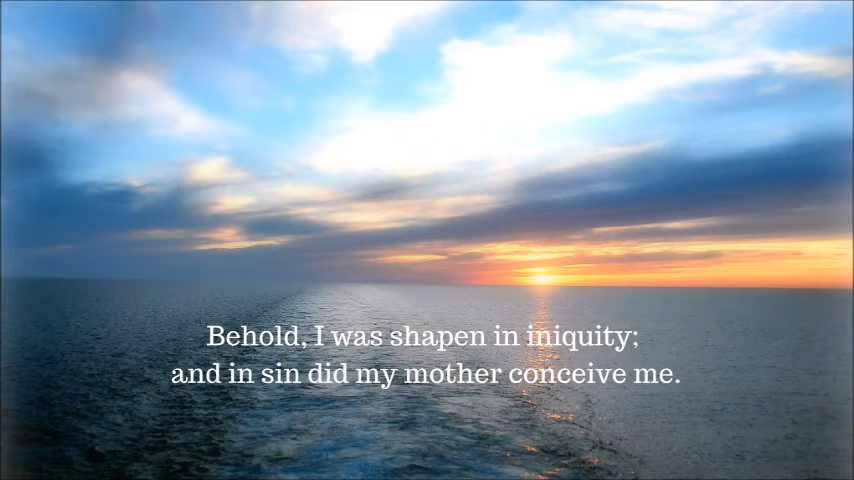 Behold, I was shapen in iniquity;
and in sin did my mother conceive me.